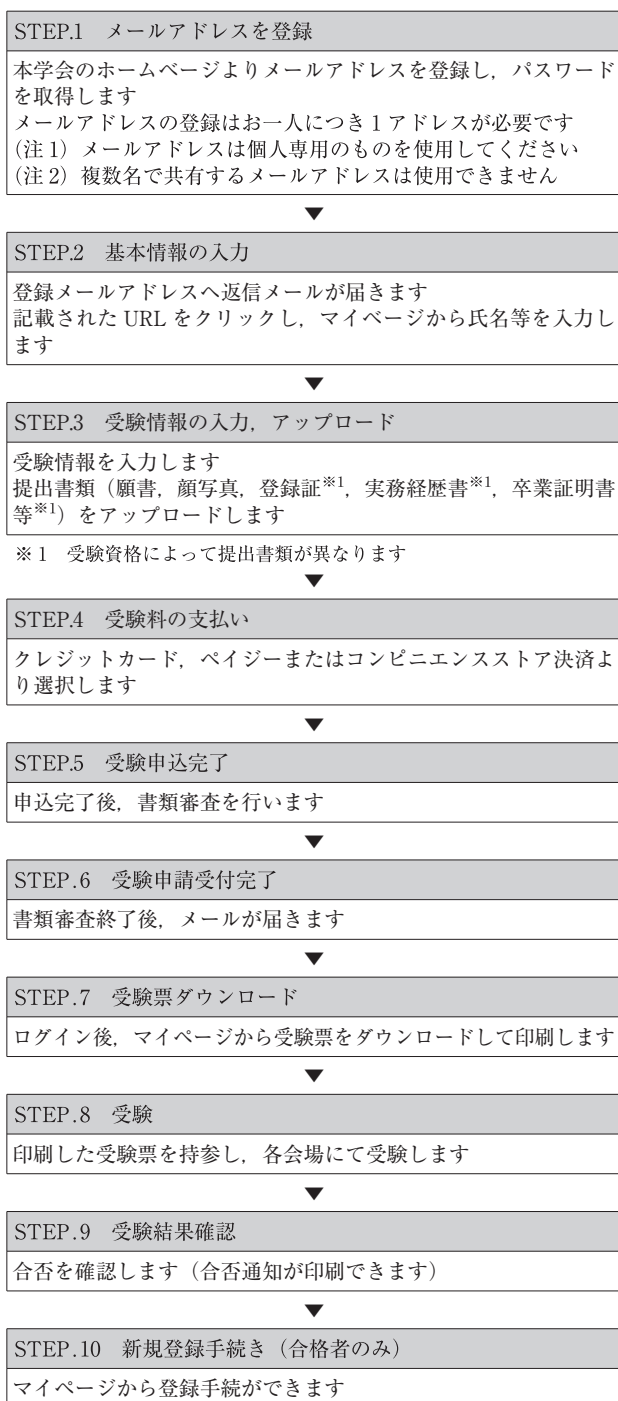 STEP.1 メールアドレスを登録
本学会のホームページよりメールアドレスを登録し，パスワード
を取得します
メールアドレスの登録はお一人につき1アドレスが必要です
（注1）メールアドレスは個人専用のものを使用してください
（注2）複数名で共有するメールアドレスは使用できません
▼
STEP.2 基本情報の入力
登録メールアドレスへ返信メールが届きます
記載された URL をクリックし，マイページから氏名等を入力し
ます
▼
STEP.3 受験情報の入力，アップロード
受験情報を入力します
提出書類（願書，顔写真，登録証※1，実務経歴書※1，卒業証明書
等※1）をアップロードします
※1 受験資格によって提出書類が異なります
▼
STEP.4 受験料の支払い
クレジットカード，ペイジーまたはコンビニエンスストア決済よ
り選択します
▼
STEP.5 受験申込完了
申込完了後，書類審査を行います
▼
STEP.6 受験申請受付完了
書類審査終了後，メールが届きます
▼
STEP.7 受験票ダウンロード
ログイン後，マイページから受験票をダウンロードして印刷します
▼
STEP.8 受験
印刷した受験票を持参し，各会場にて受験します
▼
STEP.9 受験結果確認
合否を確認します（合否通知が印刷できます）
▼
STEP.10 新規登録手続き（合格者のみ）
マイページから登録手続ができます